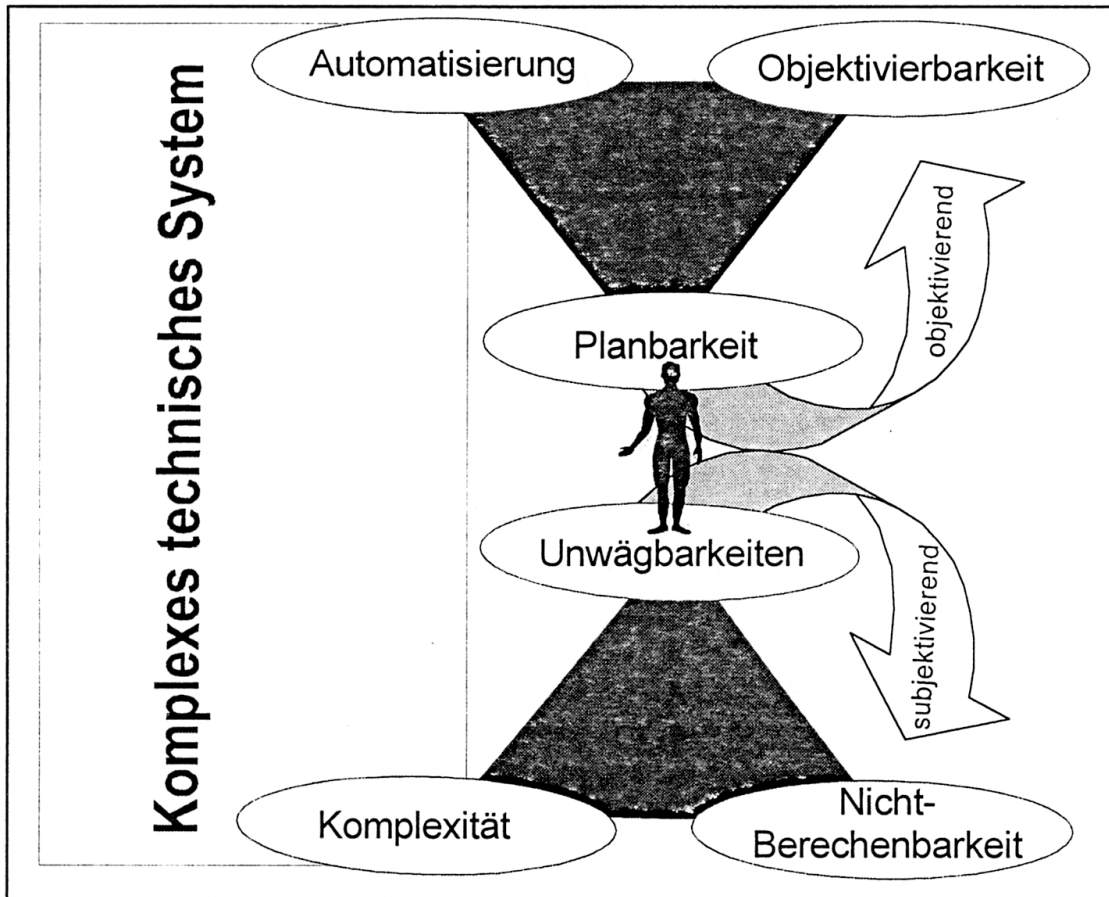 Komplexes technisches System
Automatisierung
Objektivierbarkeit
objektivierend
Planbarkeit
Unwägbarkeiten
subjektivierend
Komplexität
Nicht-
Berechenbarkeit